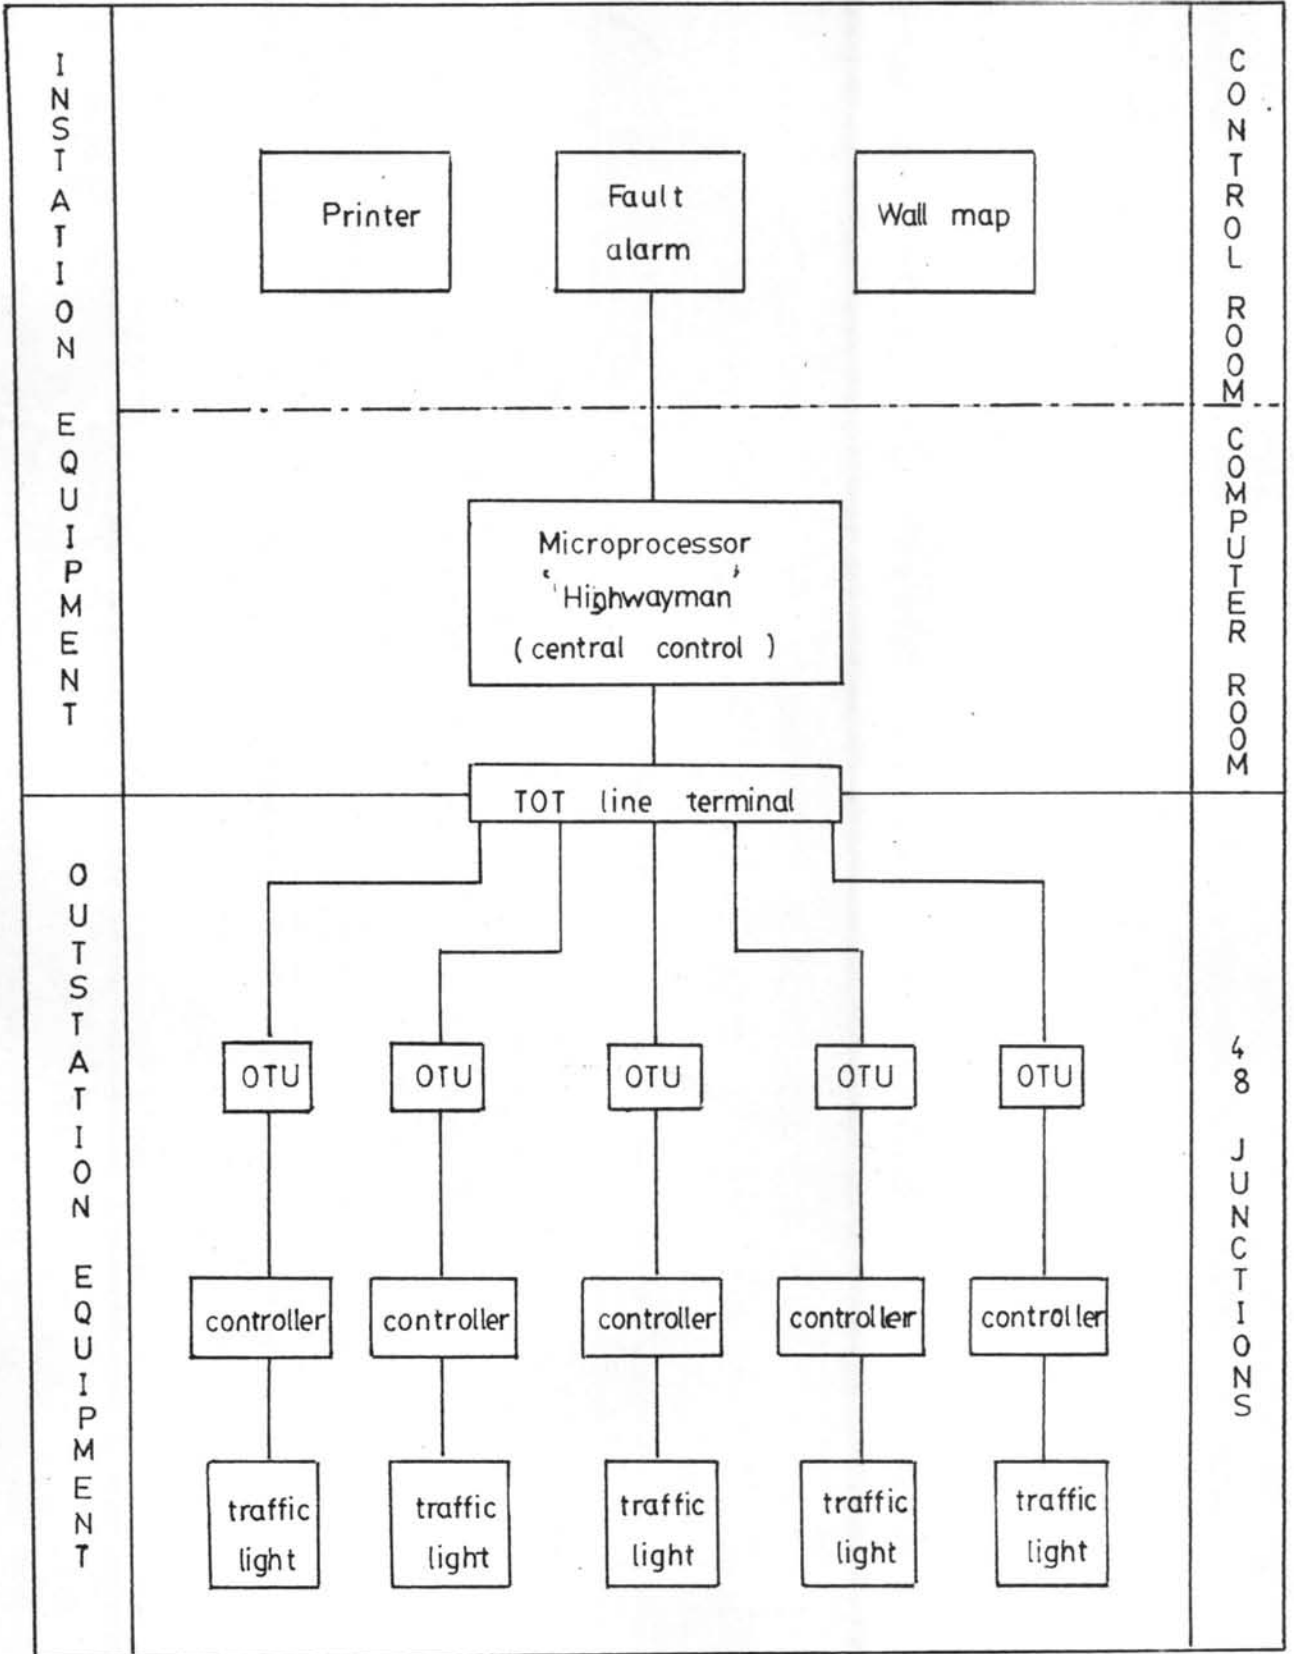 INSTATION EQUIPMENT
CONTROL ROOM
Printer
Fault
alarm
Wall map
COMPUTER ROOM
Microprocessor
'Highwayman'
(central control)
TOT line terminal
OUTSTATION EQUIPMENT
48 JUNCTIONS
OTU OTU OTU OTU OTU
controller controller controller controller controller
traffic traffic traffic traffic traffic
light light light light light